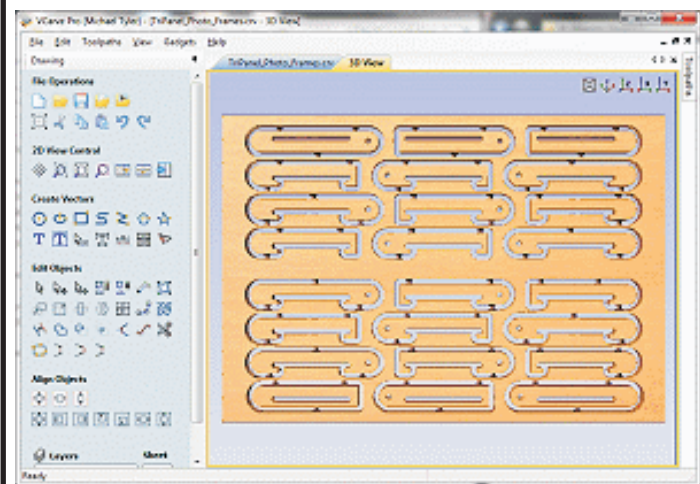 VCarve Pro {Michael Tyler} - [TriPanel_Photo_Frames.crv - 3D View]
File Edit Toolpaths View Gadgets Help
Drawing
TriPanel_Photo_Frames.crv 3D View
Toolpaths
File Operations
2D View Control
Create Vectors
Edit Objects
Align Objects
Layers Sheet
Ready